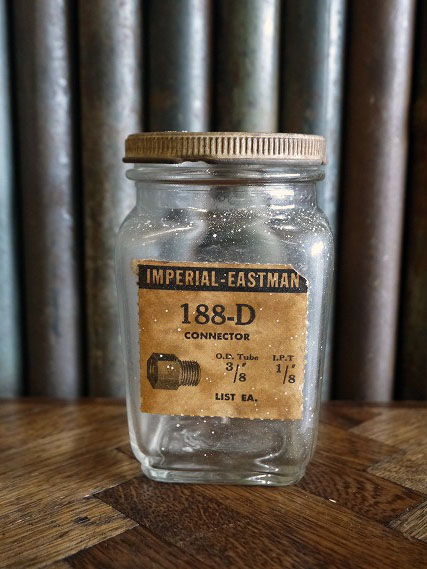 IMPERIAL-EASTMAN
188-D
CONNECTOR
O.D. Tube I.P.T
3/8" 1/8"
LIST EA.